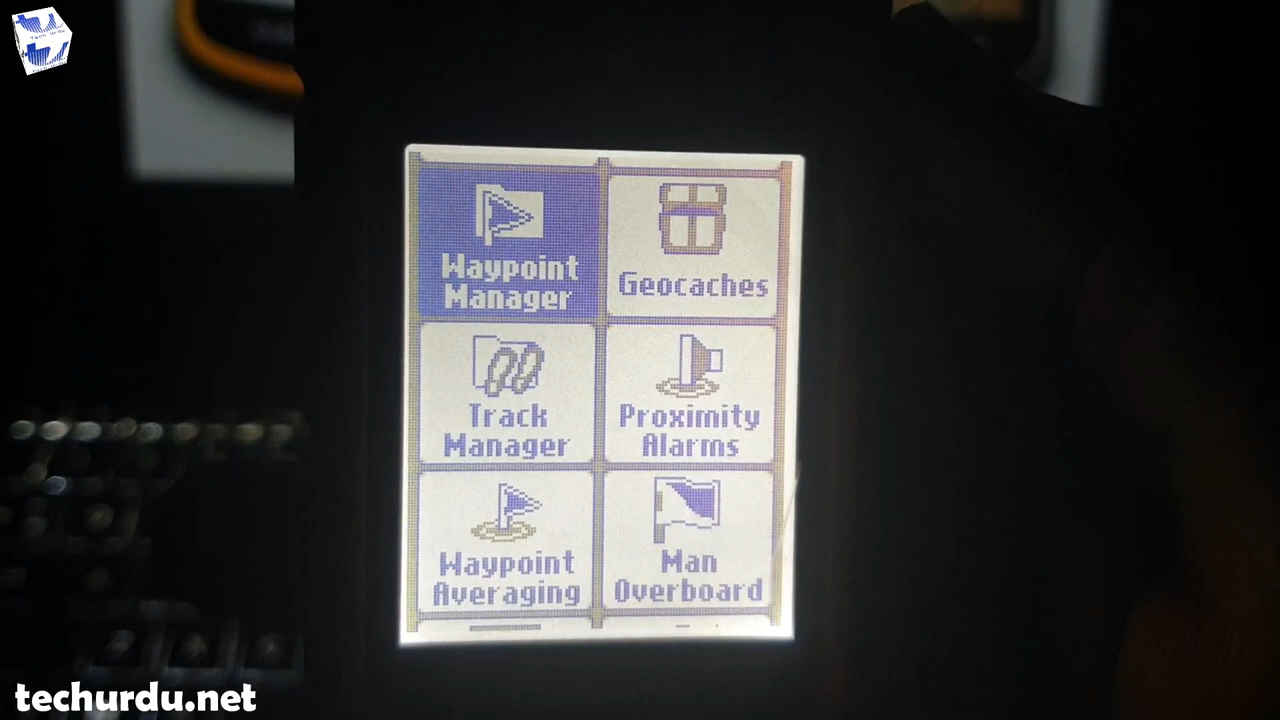 Waypoint
Manager
Geocaches
Track
Manager
Proximity
Alarms
Waypoint
Averaging
Man
Overboard
techurdu.net